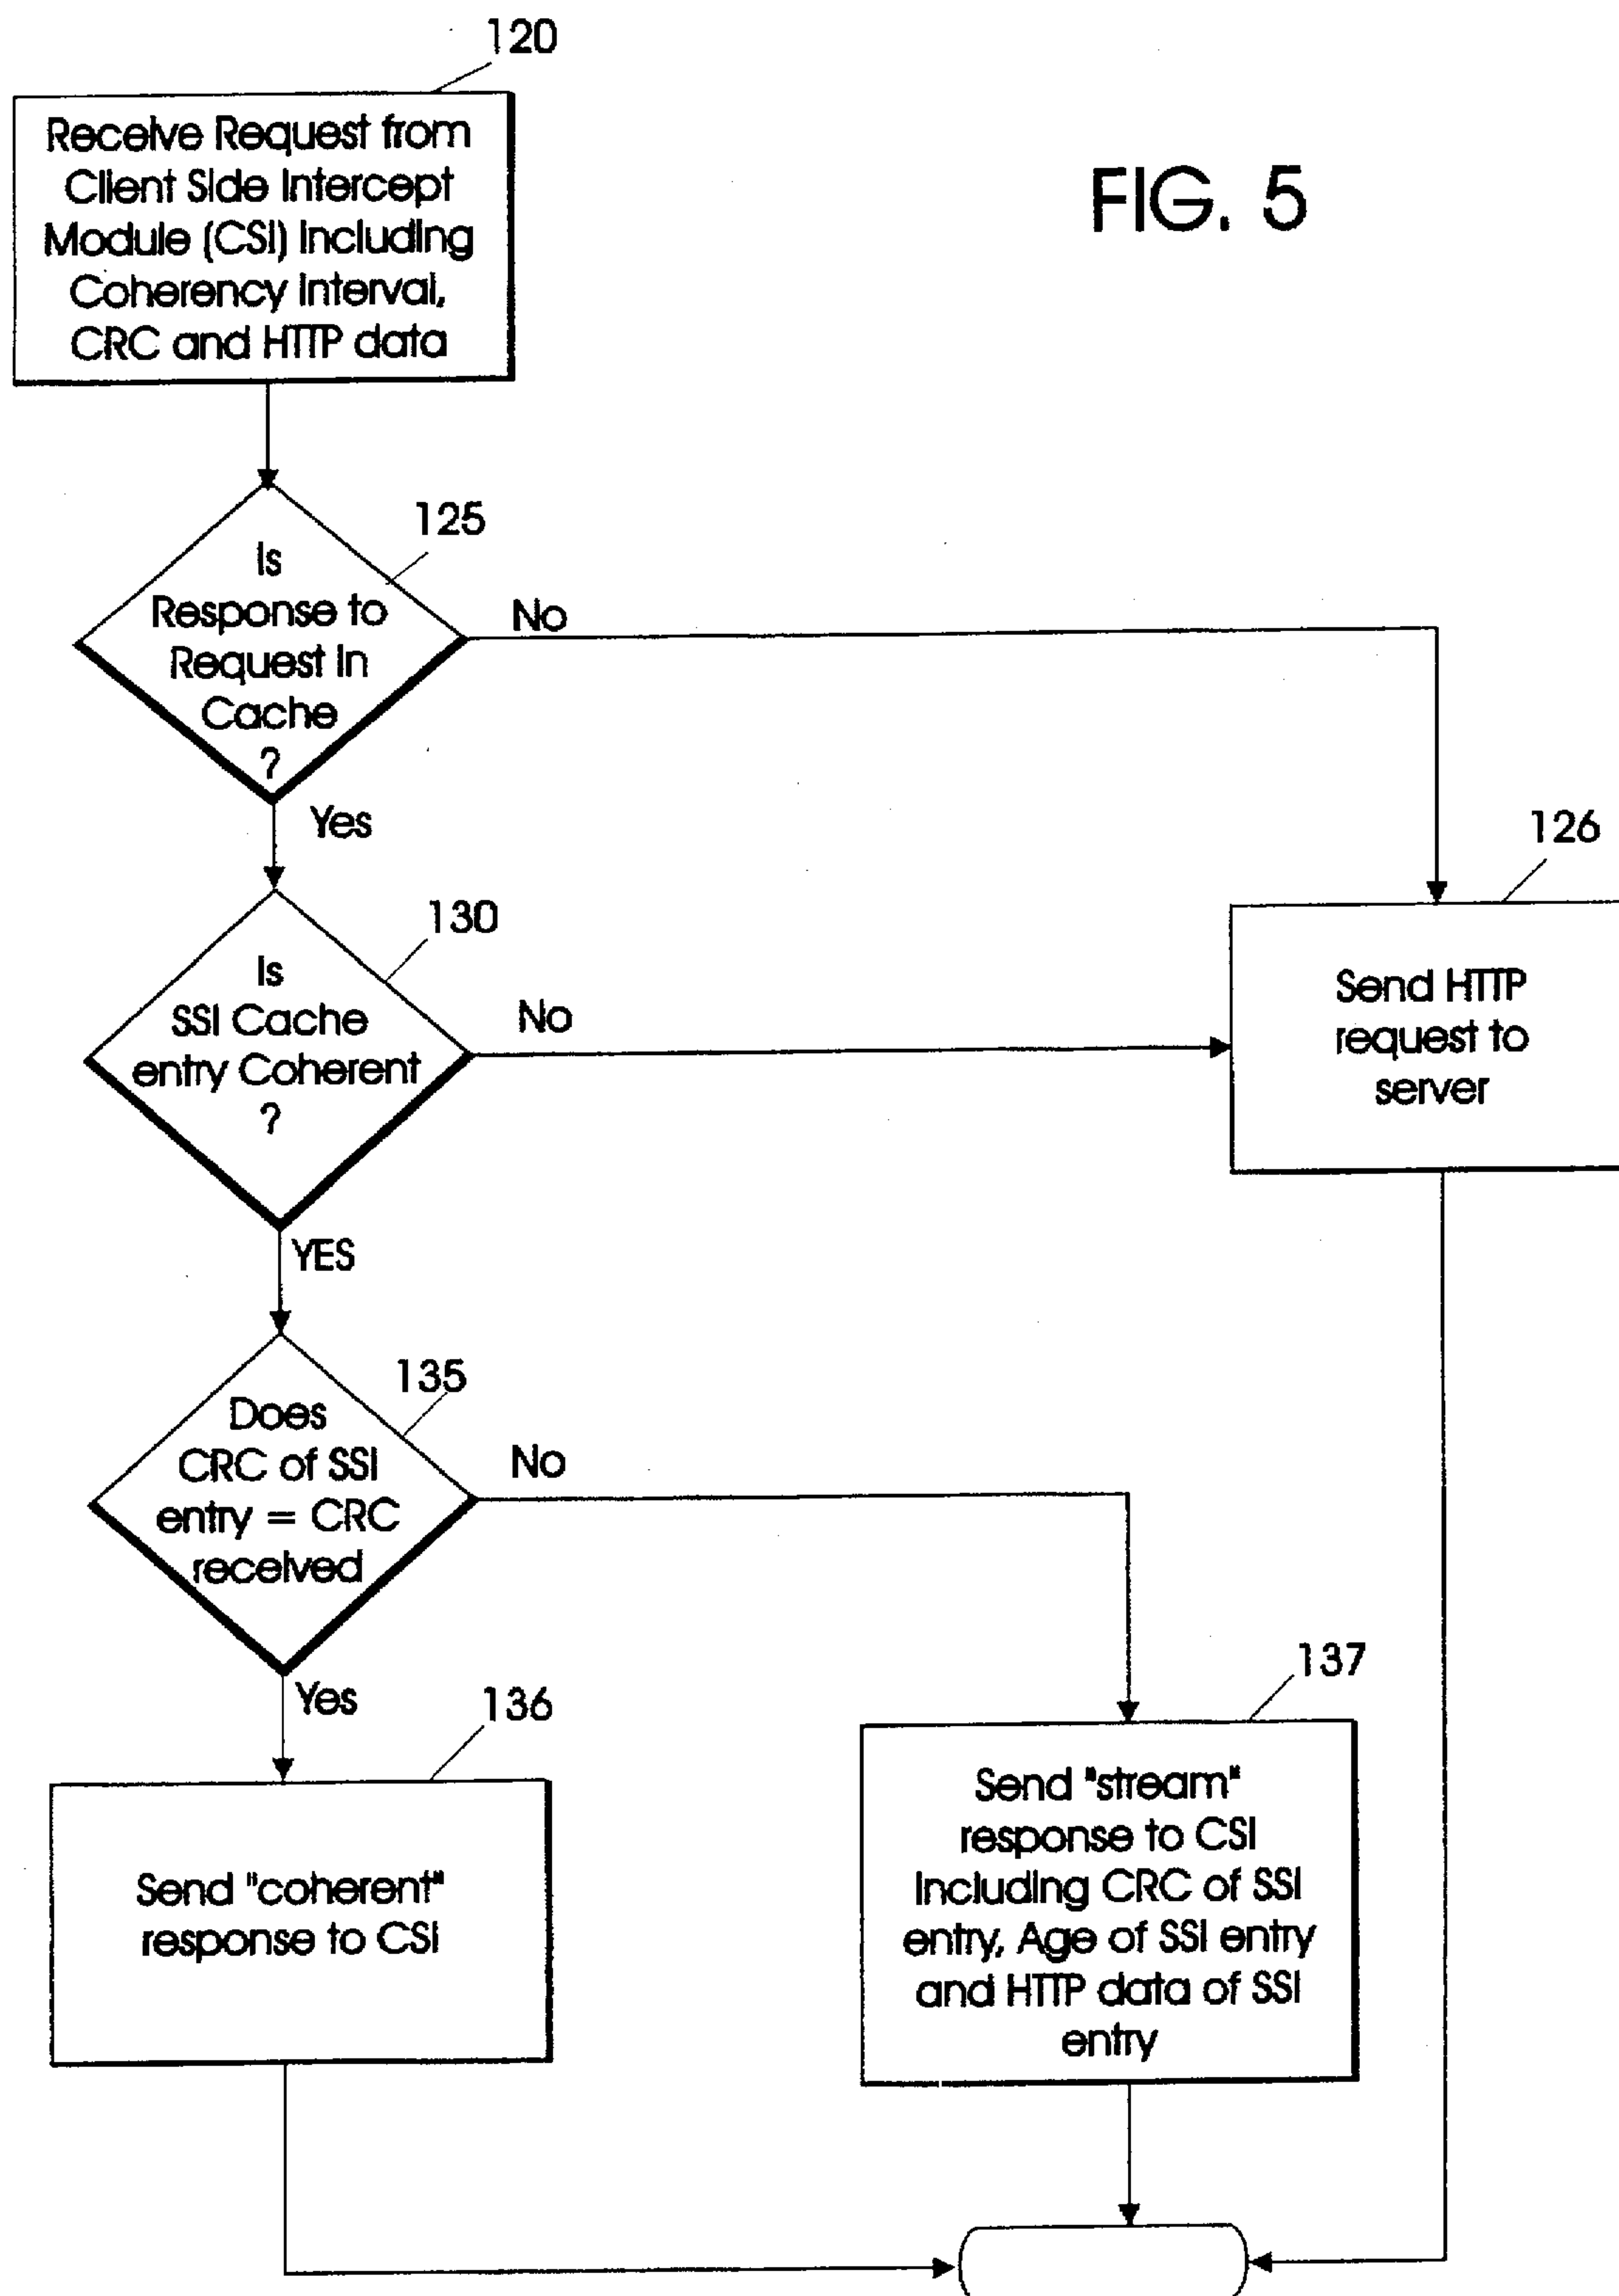 120
Receive Request from
Client Side Intercept
Module (CSI) Including
Coherency Interval,
CRC and HTTP data
FIG. 5
125
Is
Response to
Request In
Cache
?
No
Yes
126
Send HTTP
request to
server
130
Is
SSI Cache
entry Coherent
?
No
YES
135
Does
CRC of SSI
entry = CRC
received
No
Yes
136
Send "coherent"
response to CSI
137
Send "stream"
response to CSI
Including CRC of SSI
entry, Age of SSI entry
and HTTP data of SSI
entry